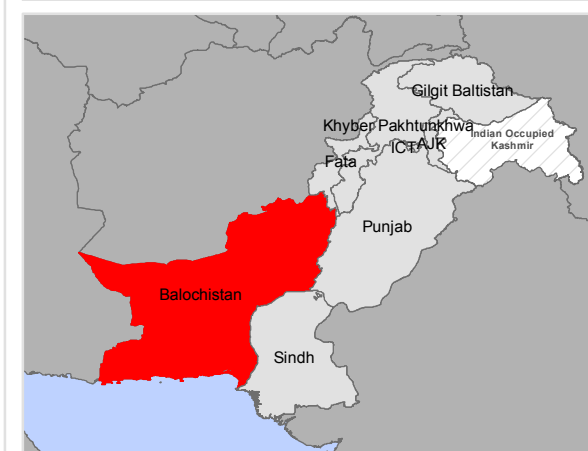 Gilgit Baltistan
Khyber Pakhtunkhwa
Indian Occupied
Kashmir
ICT
AJK
Fata
Punjab
Balochistan
Sindh